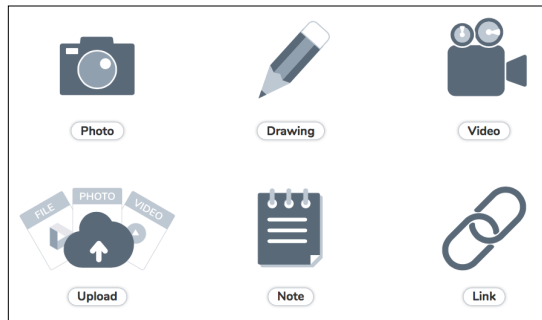 Photo
Drawing
Video
FILE
PHOTO
VIDEO
Upload
Note
Link